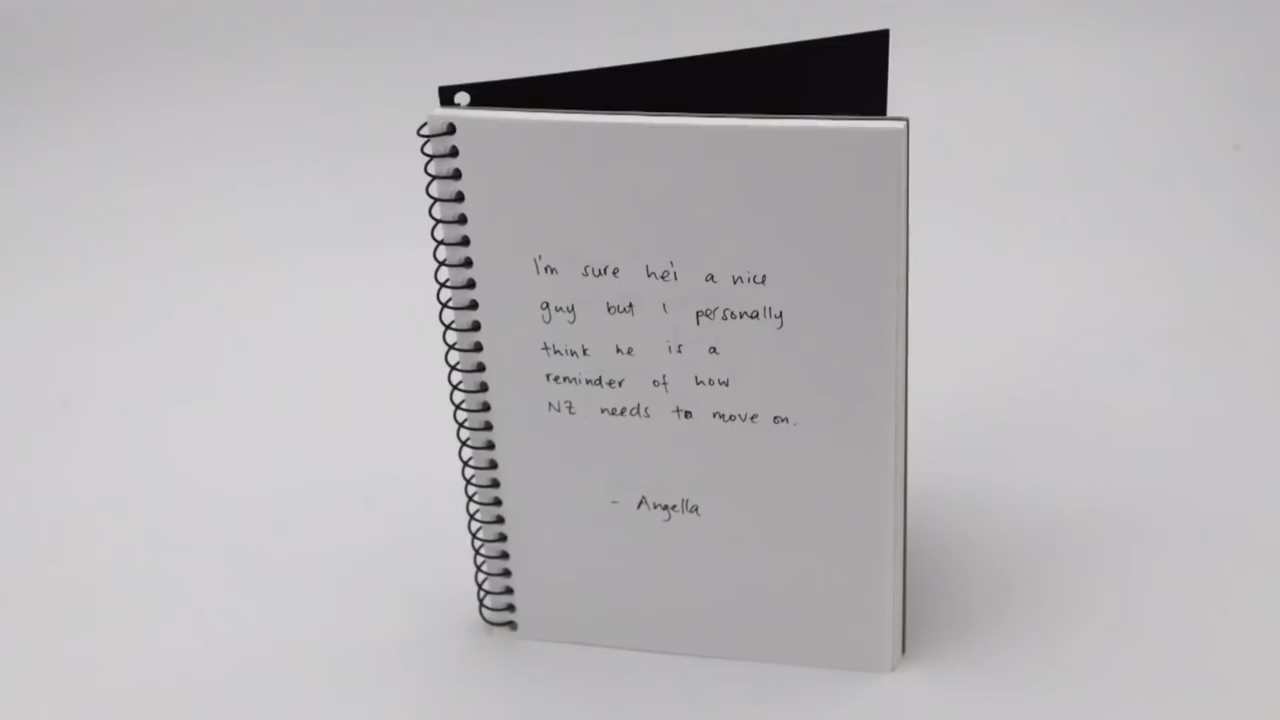 I'm sure he's a nice
guy but I personally
think he is a
reminder of how
NZ needs to move on.
- Angella